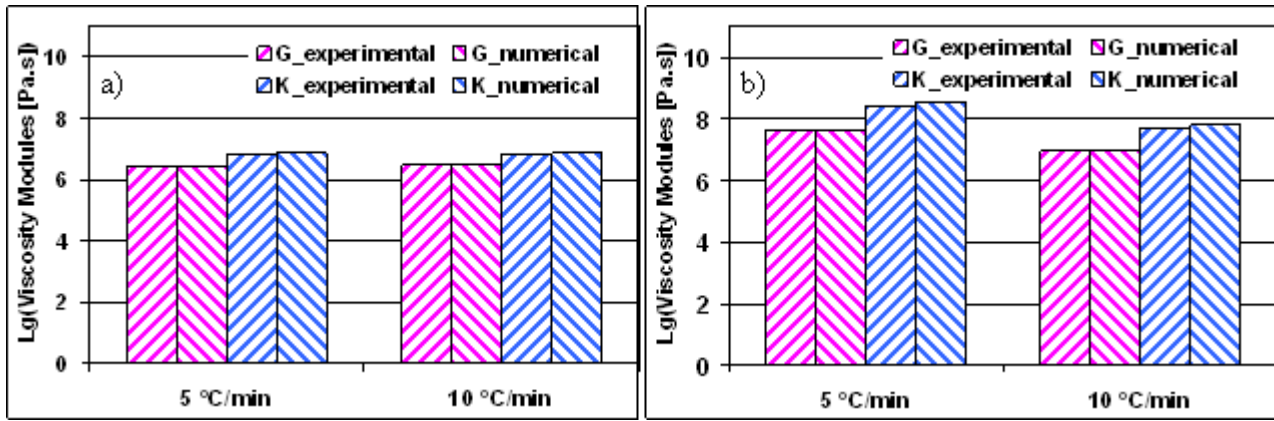 Lg(Viscosity Modules [Pa.s])
10
8
6
4
2
0
a)
G_experimental G_numerical
K_experimental K_numerical
5 °C/min 10 °C/min
Lg(Viscosity Modules [Pa.s])
10
8
6
4
2
0
b)
G_experimental G_numerical
K_experimental K_numerical
5 °C/min 10 °C/min